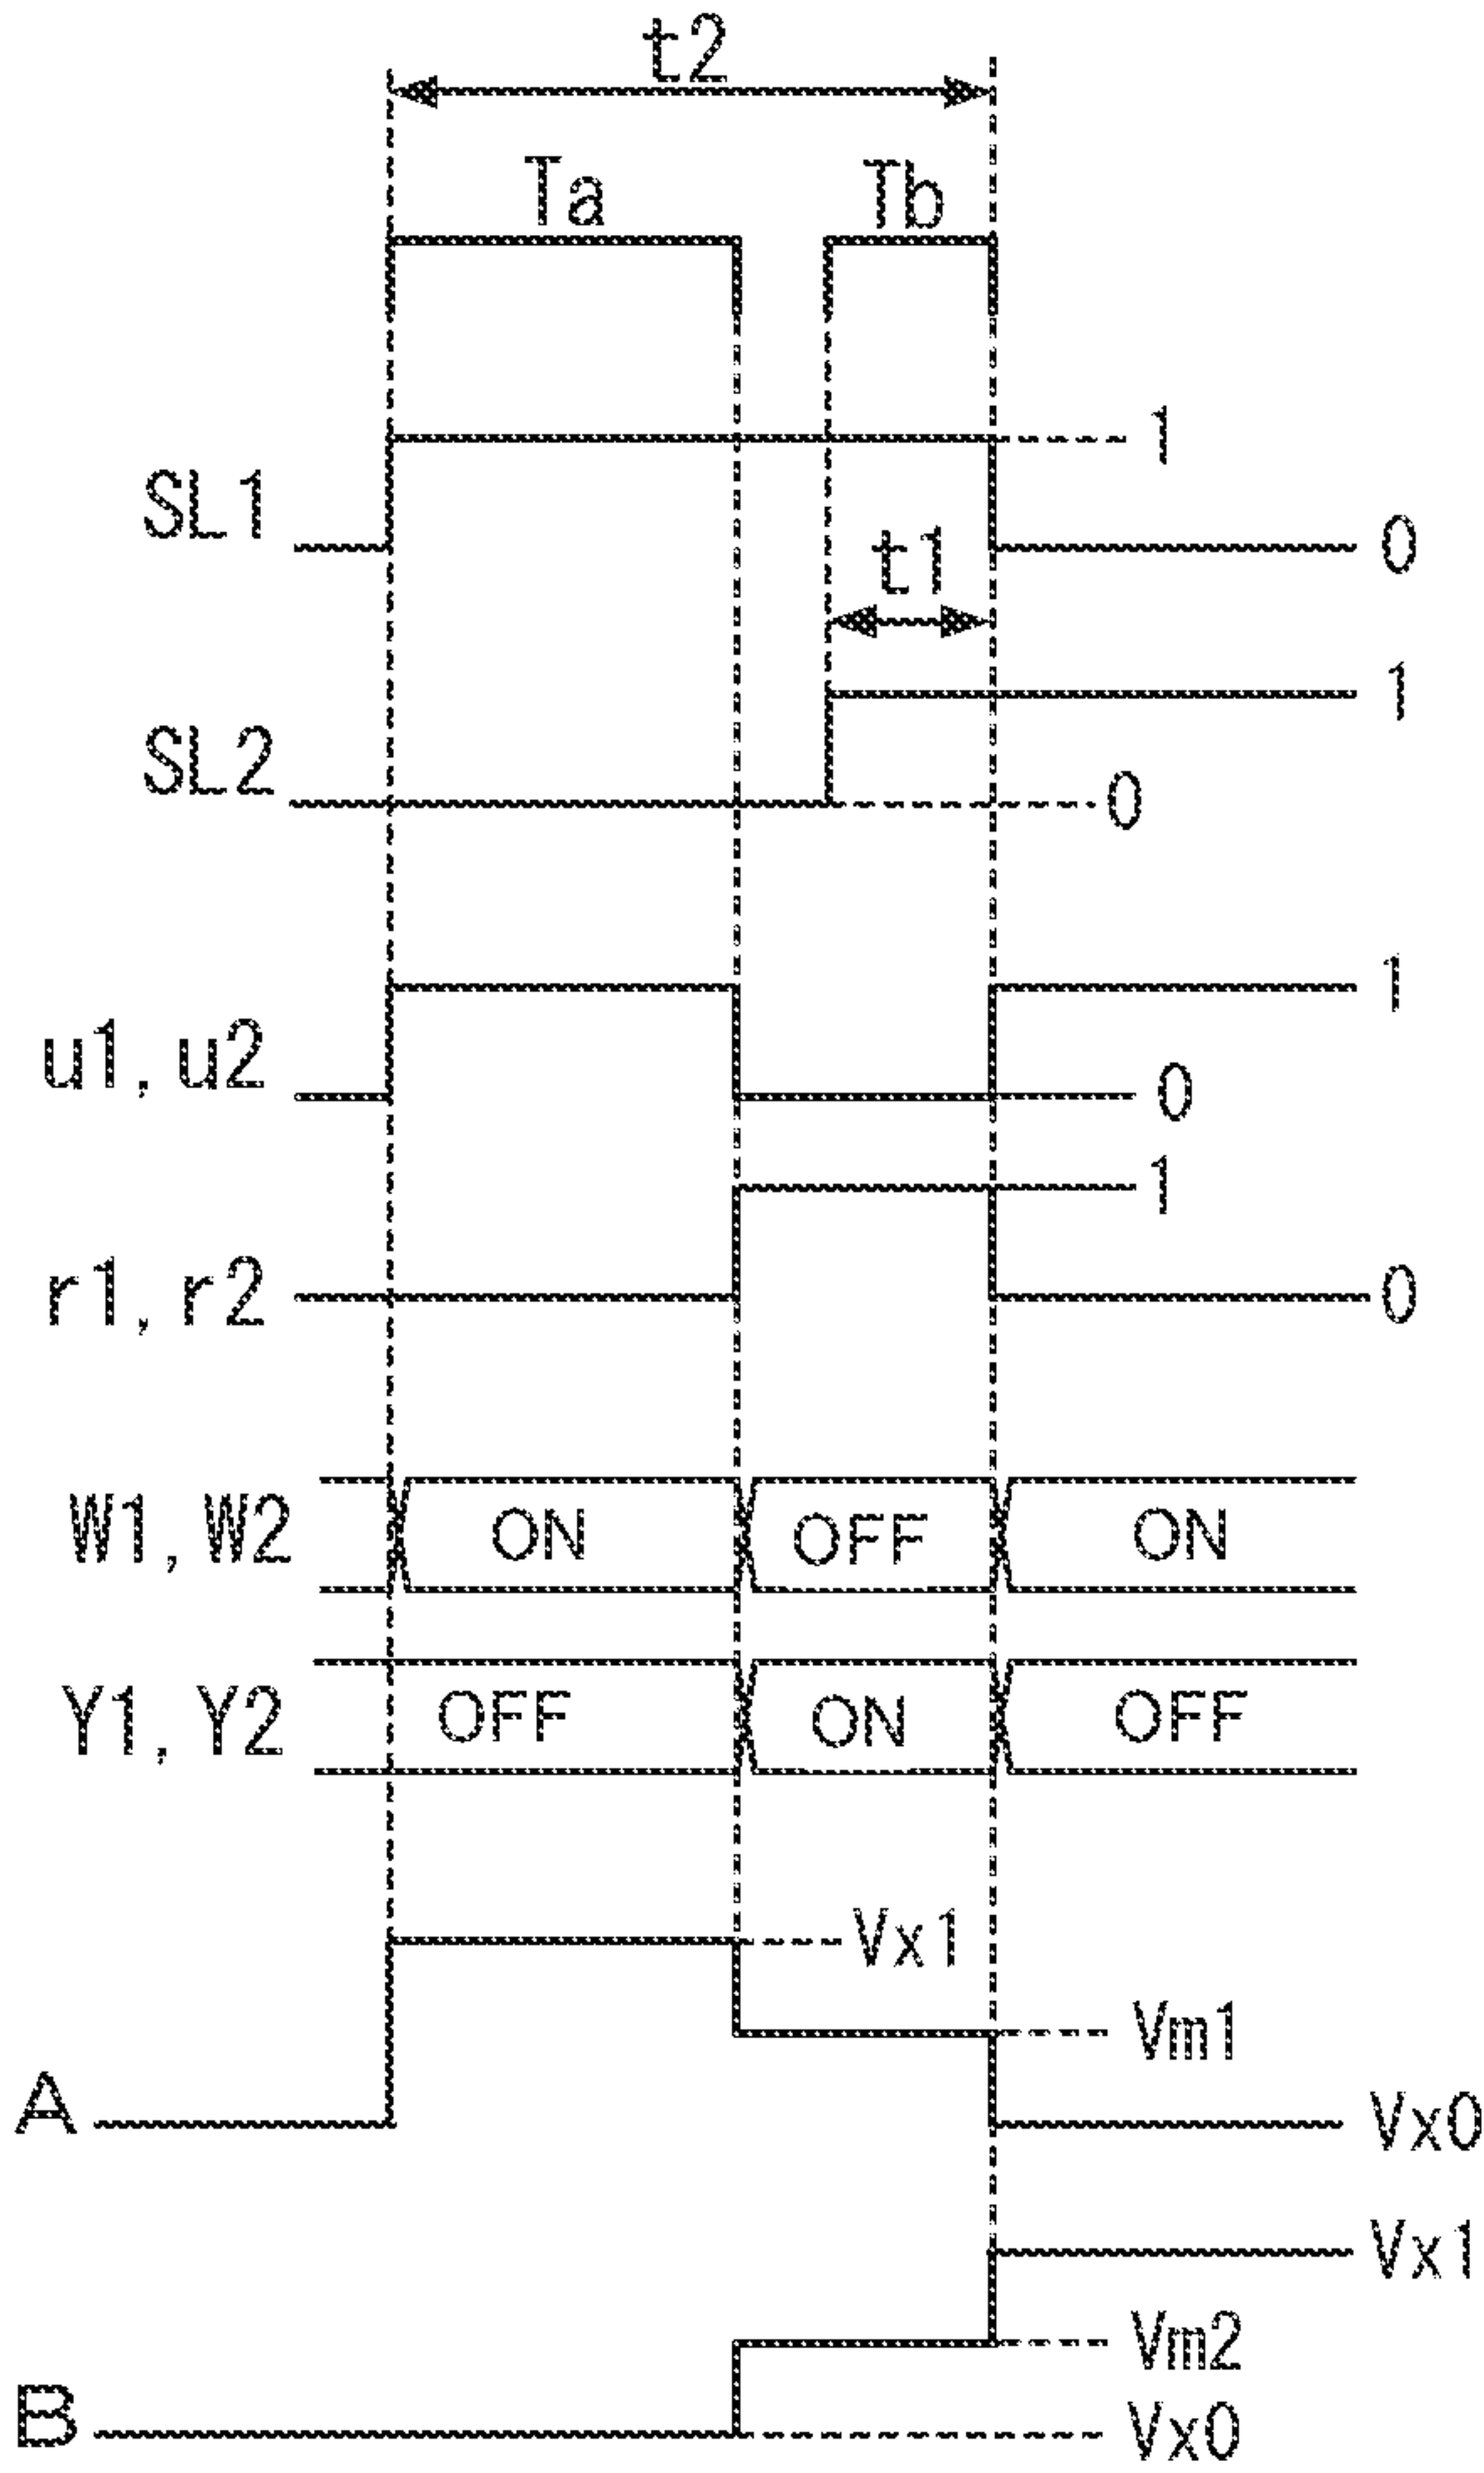 t2
Ta Tb
1
SL1 0
t1
1
SL2 0
1
u1, u2 0
1
r1, r2 0
W1, W2 ON OFF ON
Y1, Y2 OFF ON OFF
Vx1
Vm1
A Vx0
Vx1
Vm2
B Vx0